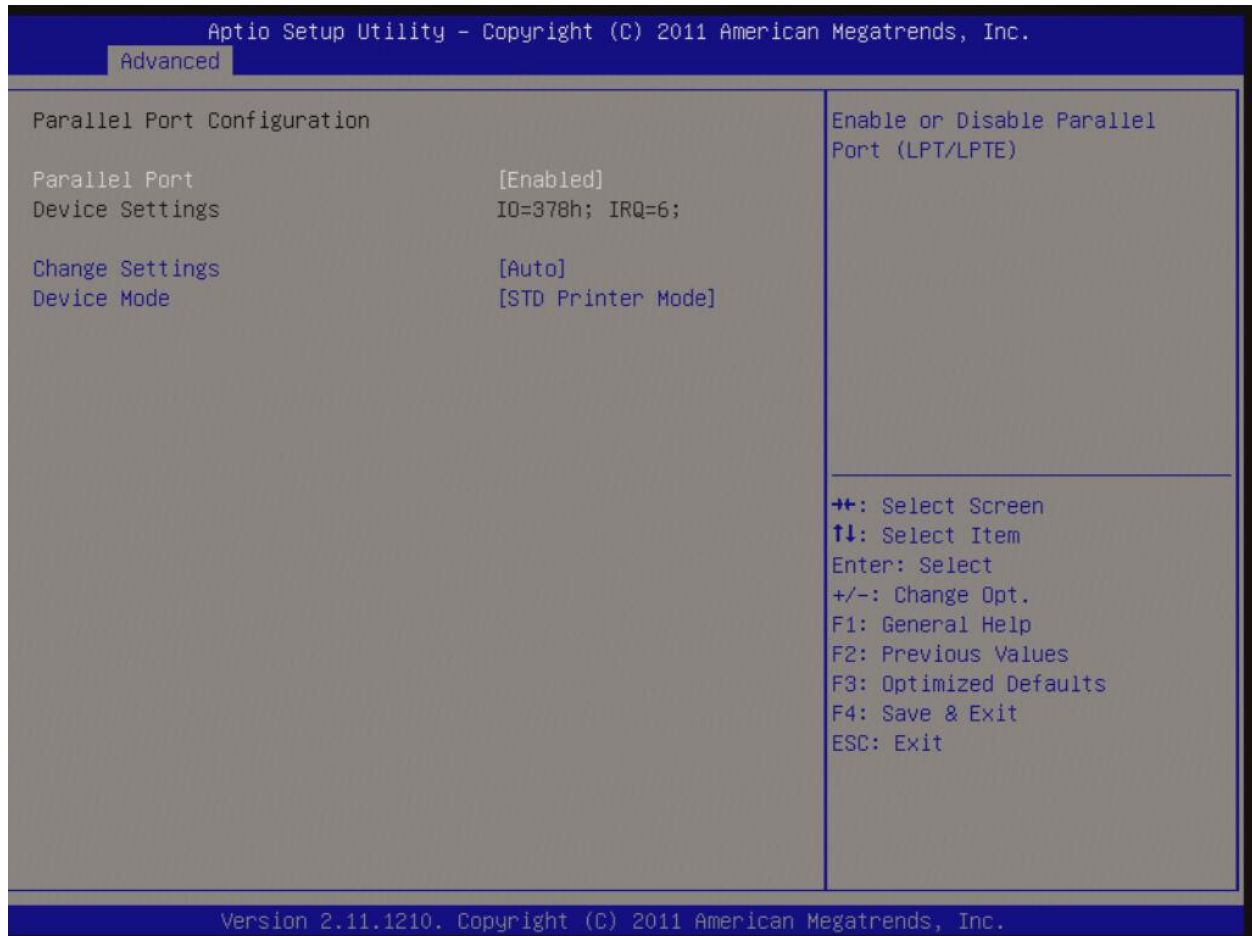 Aptio Setup Utility – Copyright (C) 2011 American Megatrends, Inc.
Advanced
Parallel Port Configuration
Parallel Port [Enabled]
Device Settings IO=378h; IRQ=6;
Change Settings [Auto]
Device Mode [STD Printer Mode]
Enable or Disable Parallel
Port (LPT/LPTE)
→←: Select Screen
↑↓: Select Item
Enter: Select
+/-: Change Opt.
F1: General Help
F2: Previous Values
F3: Optimized Defaults
F4: Save & Exit
ESC: Exit
Version 2.11.1210. Copyright (C) 2011 American Megatrends, Inc.